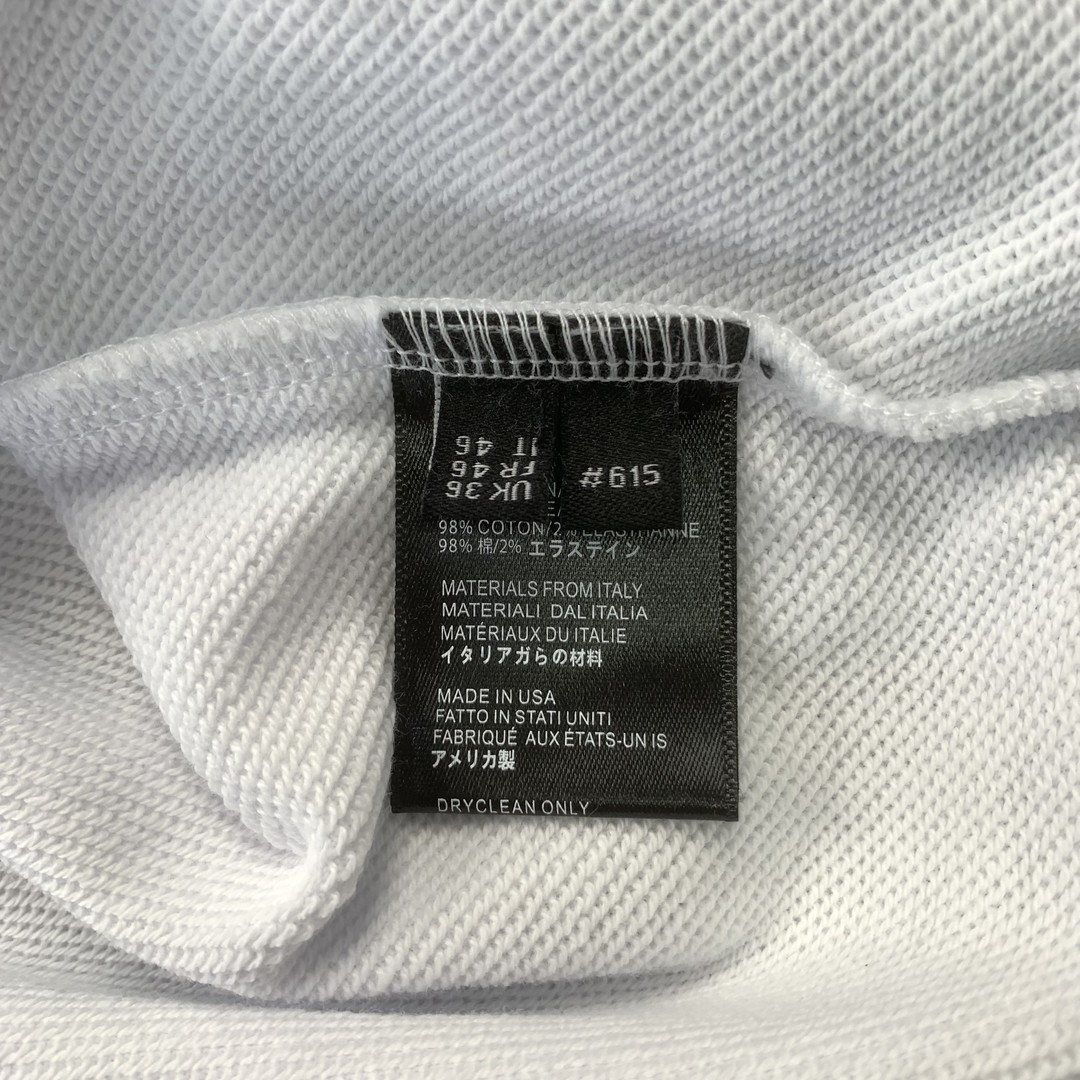 UK 36
FR 46
IT 46
#615
98% COTON/2% ELASTHANNE
98% 棉/2% エラステイン
MATERIALS FROM ITALY
MATERIALI DAL ITALIA
MATÉRIAUX DU ITALIE
イタリアガらの材料
MADE IN USA
FATTO IN STATI UNITI
FABRIQUÉ AUX ÉTATS-UN IS
アメリカ製
DRYCLEAN ONLY